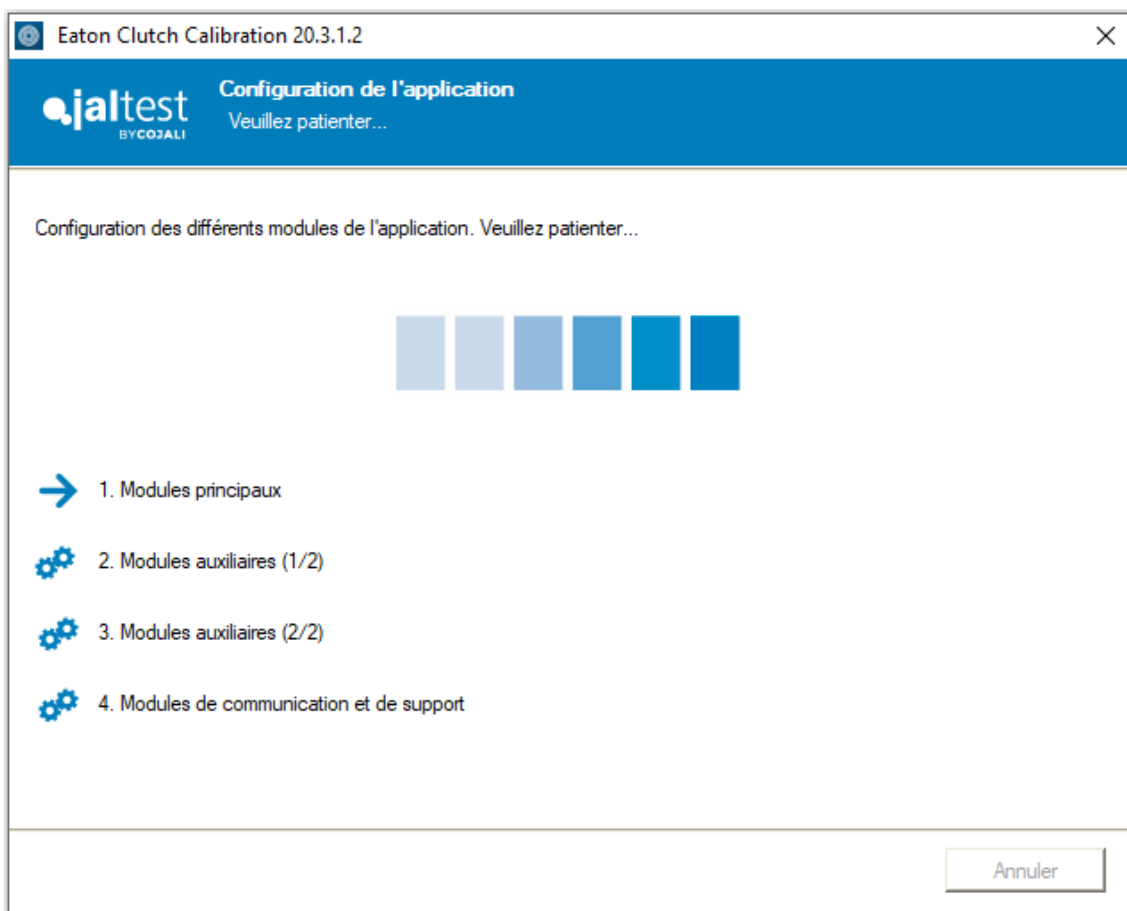 Eaton Clutch Calibration 20.3.1.2
jaltest
BYCOJALI
Configuration de l'application
Veuillez patienter...
Configuration des différents modules de l'application. Veuillez patienter...
1. Modules principaux
2. Modules auxiliaires (1/2)
3. Modules auxiliaires (2/2)
4. Modules de communication et de support
Annuler